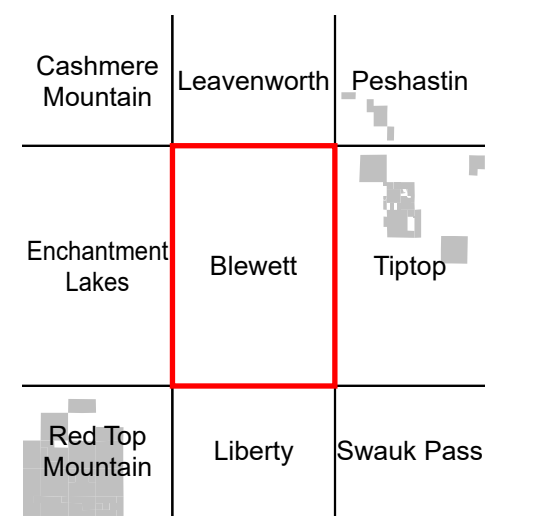 Cashmere
Mountain
Leavenworth
Peshastin
Enchantment
Lakes
Blewett
Tiptop
Red Top
Mountain
Liberty
Swauk Pass